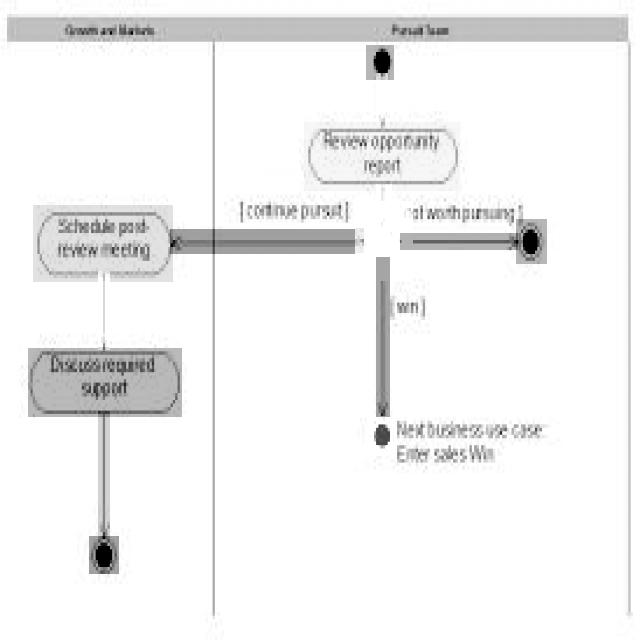 Growth and Markets
Pursuit Team
Review opportunity
report
[ continue pursuit ]
ot worth pursuing ]
Schedule post-
review meeting
[ win ]
Discuss required
support
Next business use case:
Enter sales Win